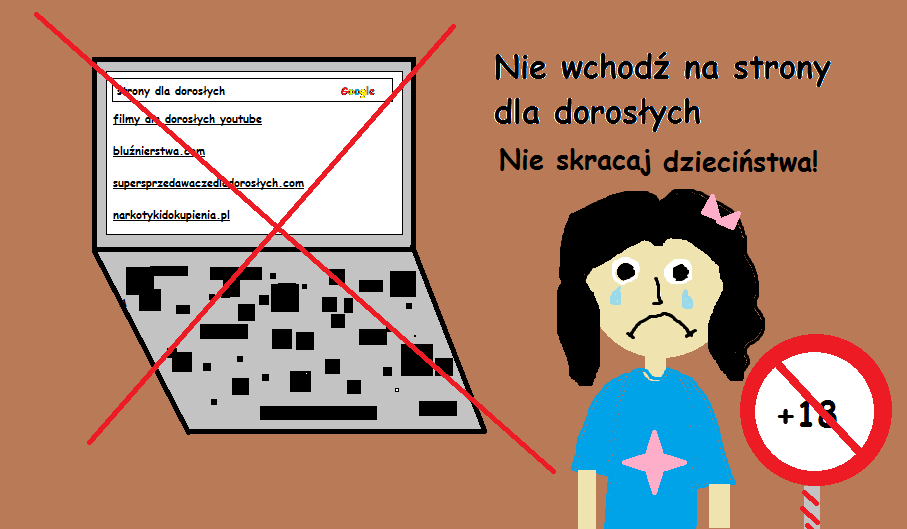 strony dla dorosłych
Google
filmy dla dorosłych youtube
bluźnierstwa.com
supersprzedawaczedladorosłych.com
narkotykidokupienia.pl
Nie wchodź na strony
dla dorosłych
Nie skracaj dzieciństwa!
+18